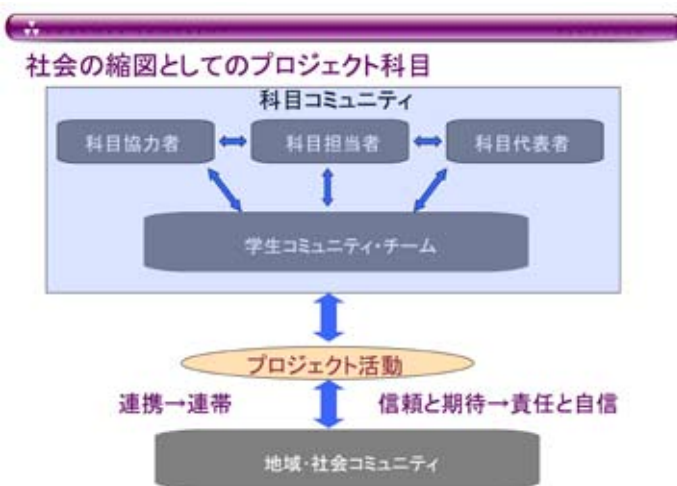 社会の縮図としてのプロジェクト科目
科目コミュニティ
科目協力者
科目担当者
科目代表者
学生コミュニティ・チーム
プロジェクト活動
連携→連帯
信頼と期待→責任と自信
地域・社会コミュニティ